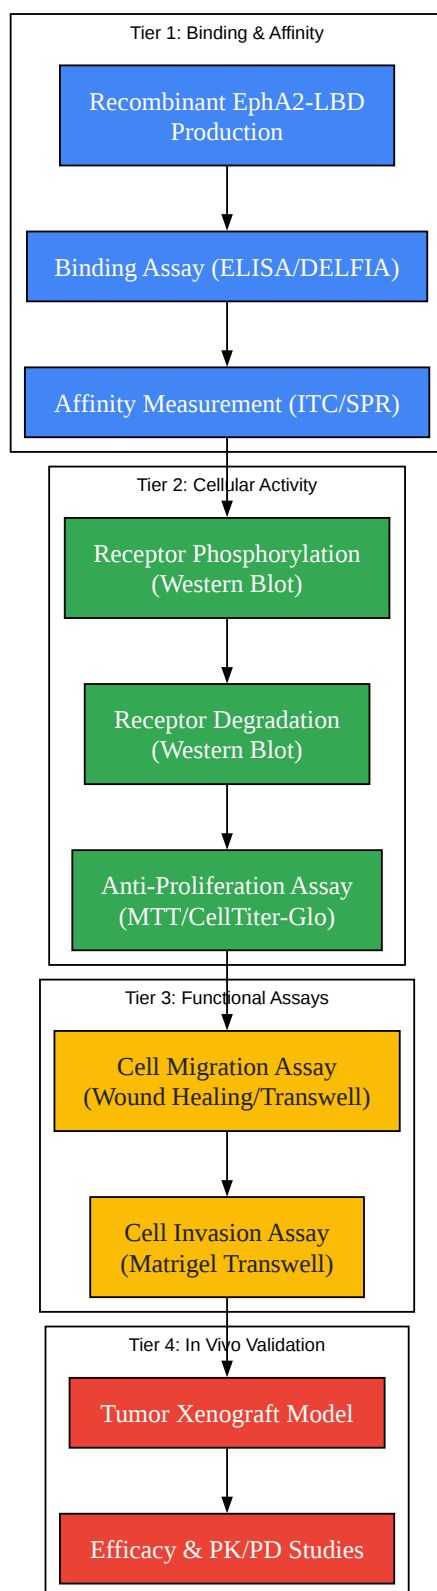 Tier 1: Binding & Affinity
Recombinant EphA2-LBD
Production
Binding Assay (ELISA/DELFIA)
Affinity Measurement (ITC/SPR)
Tier 2: Cellular Activity
Receptor Phosphorylation
(Western Blot)
Receptor Degradation
(Western Blot)
Anti-Proliferation Assay
(MTT/CellTiter-Glo)
Tier 3: Functional Assays
Cell Migration Assay
(Wound Healing/Transwell)
Cell Invasion Assay
(Matrigel Transwell)
Tier 4: In Vivo Validation
Tumor Xenograft Model
Efficacy & PK/PD Studies